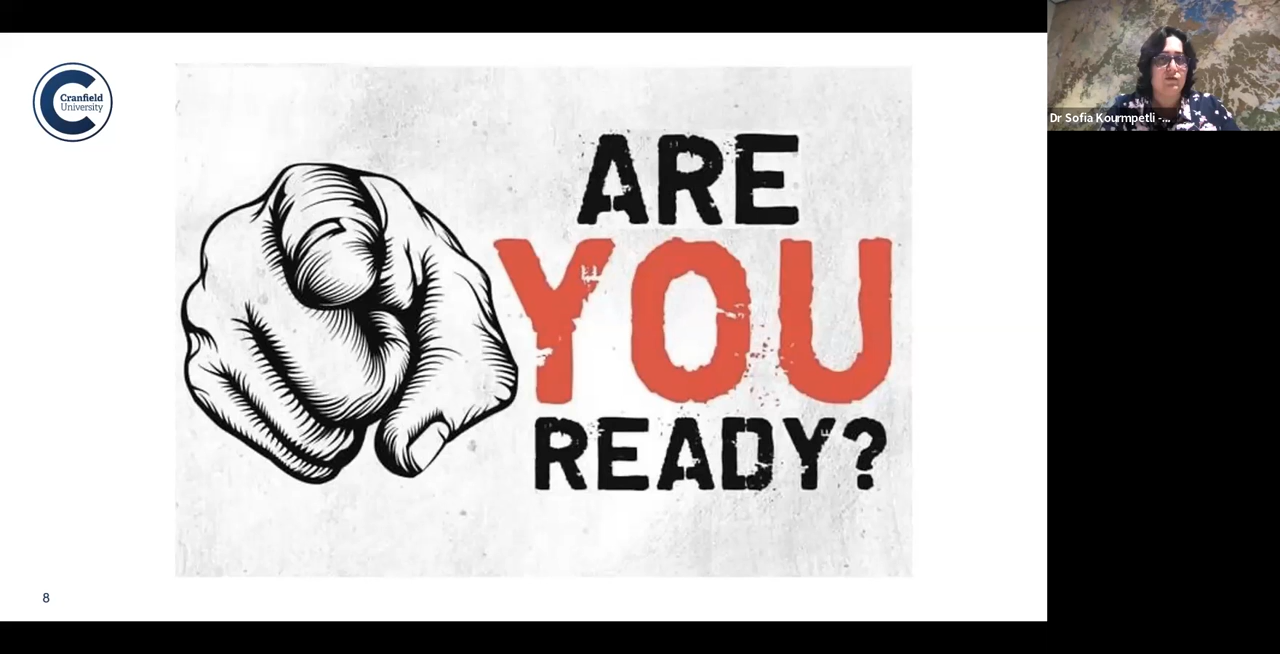 Cranfield
University
ARE
YOU
READY?
8
Dr Sofia Kourmpetli -...